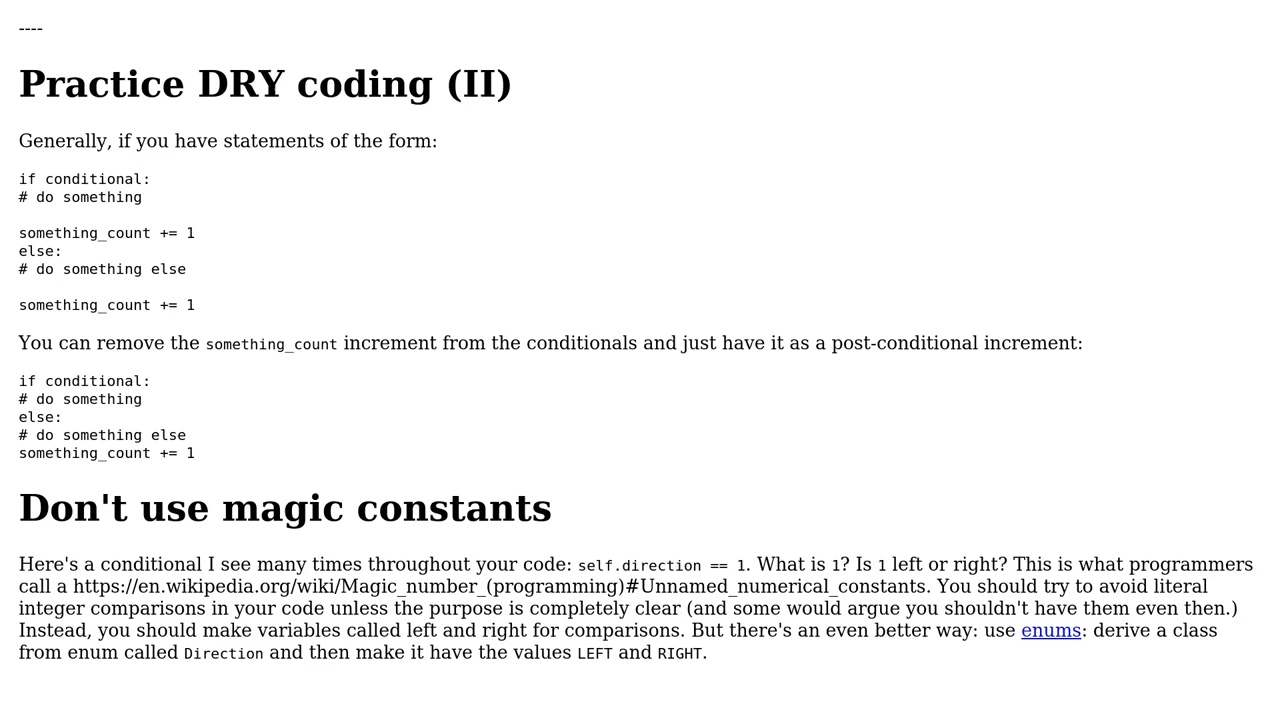 ----
Practice DRY coding (II)
Generally, if you have statements of the form:
if conditional:
# do something
something_count += 1
else:
# do something else
something_count += 1
You can remove the something_count increment from the conditionals and just have it as a post-conditional increment:
if conditional:
# do something
else:
# do something else
something_count += 1
Don't use magic constants
Here's a conditional I see many times throughout your code: self.direction == 1. What is 1? Is 1 left or right? This is what programmers
call a https://en.wikipedia.org/wiki/Magic_number_(programming)#Unnamed_numerical_constants. You should try to avoid literal
integer comparisons in your code unless the purpose is completely clear (and some would argue you shouldn't have them even then.)
Instead, you should make variables called left and right for comparisons. But there's an even better way: use enums: derive a class
from enum called Direction and then make it have the values LEFT and RIGHT.